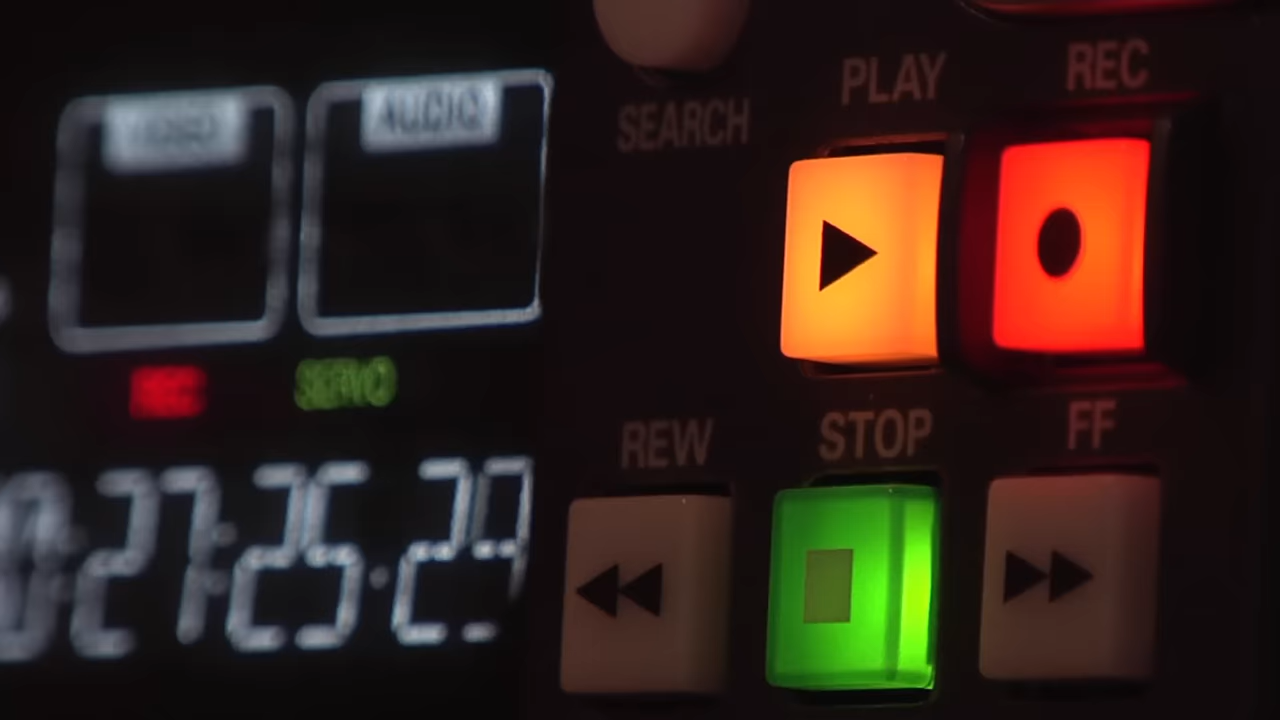 VIDEO AUDIO
SEARCH
PLAY REC
REC SERVO
REW STOP FF
27:25.29